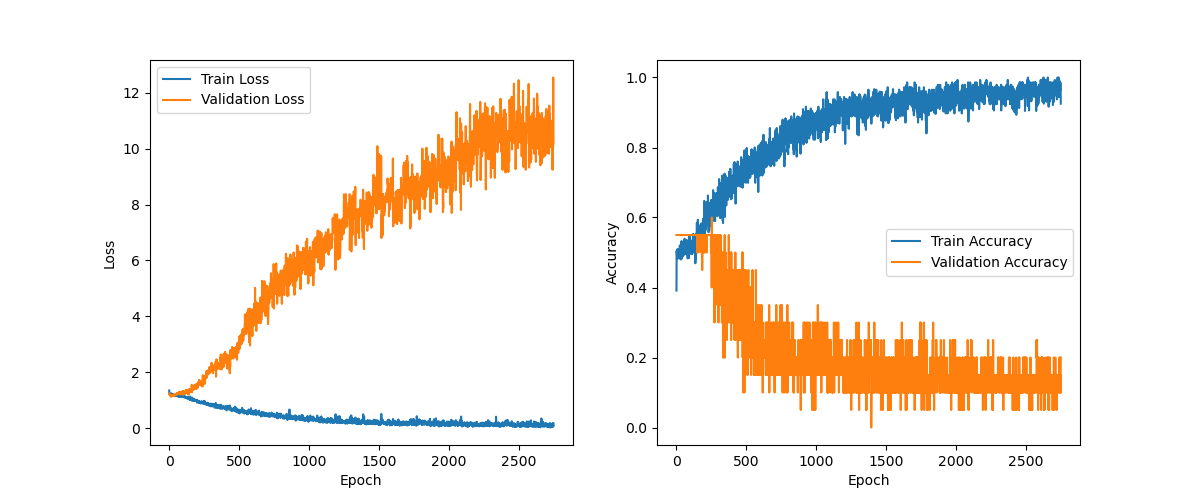 Train Loss
Validation Loss
12
10
8
6
4
2
0
Loss
0 500 1000 1500 2000 2500
Epoch
1.0
0.8
0.6
0.4
0.2
0.0
Accuracy
Train Accuracy
Validation Accuracy
0 500 1000 1500 2000 2500
Epoch